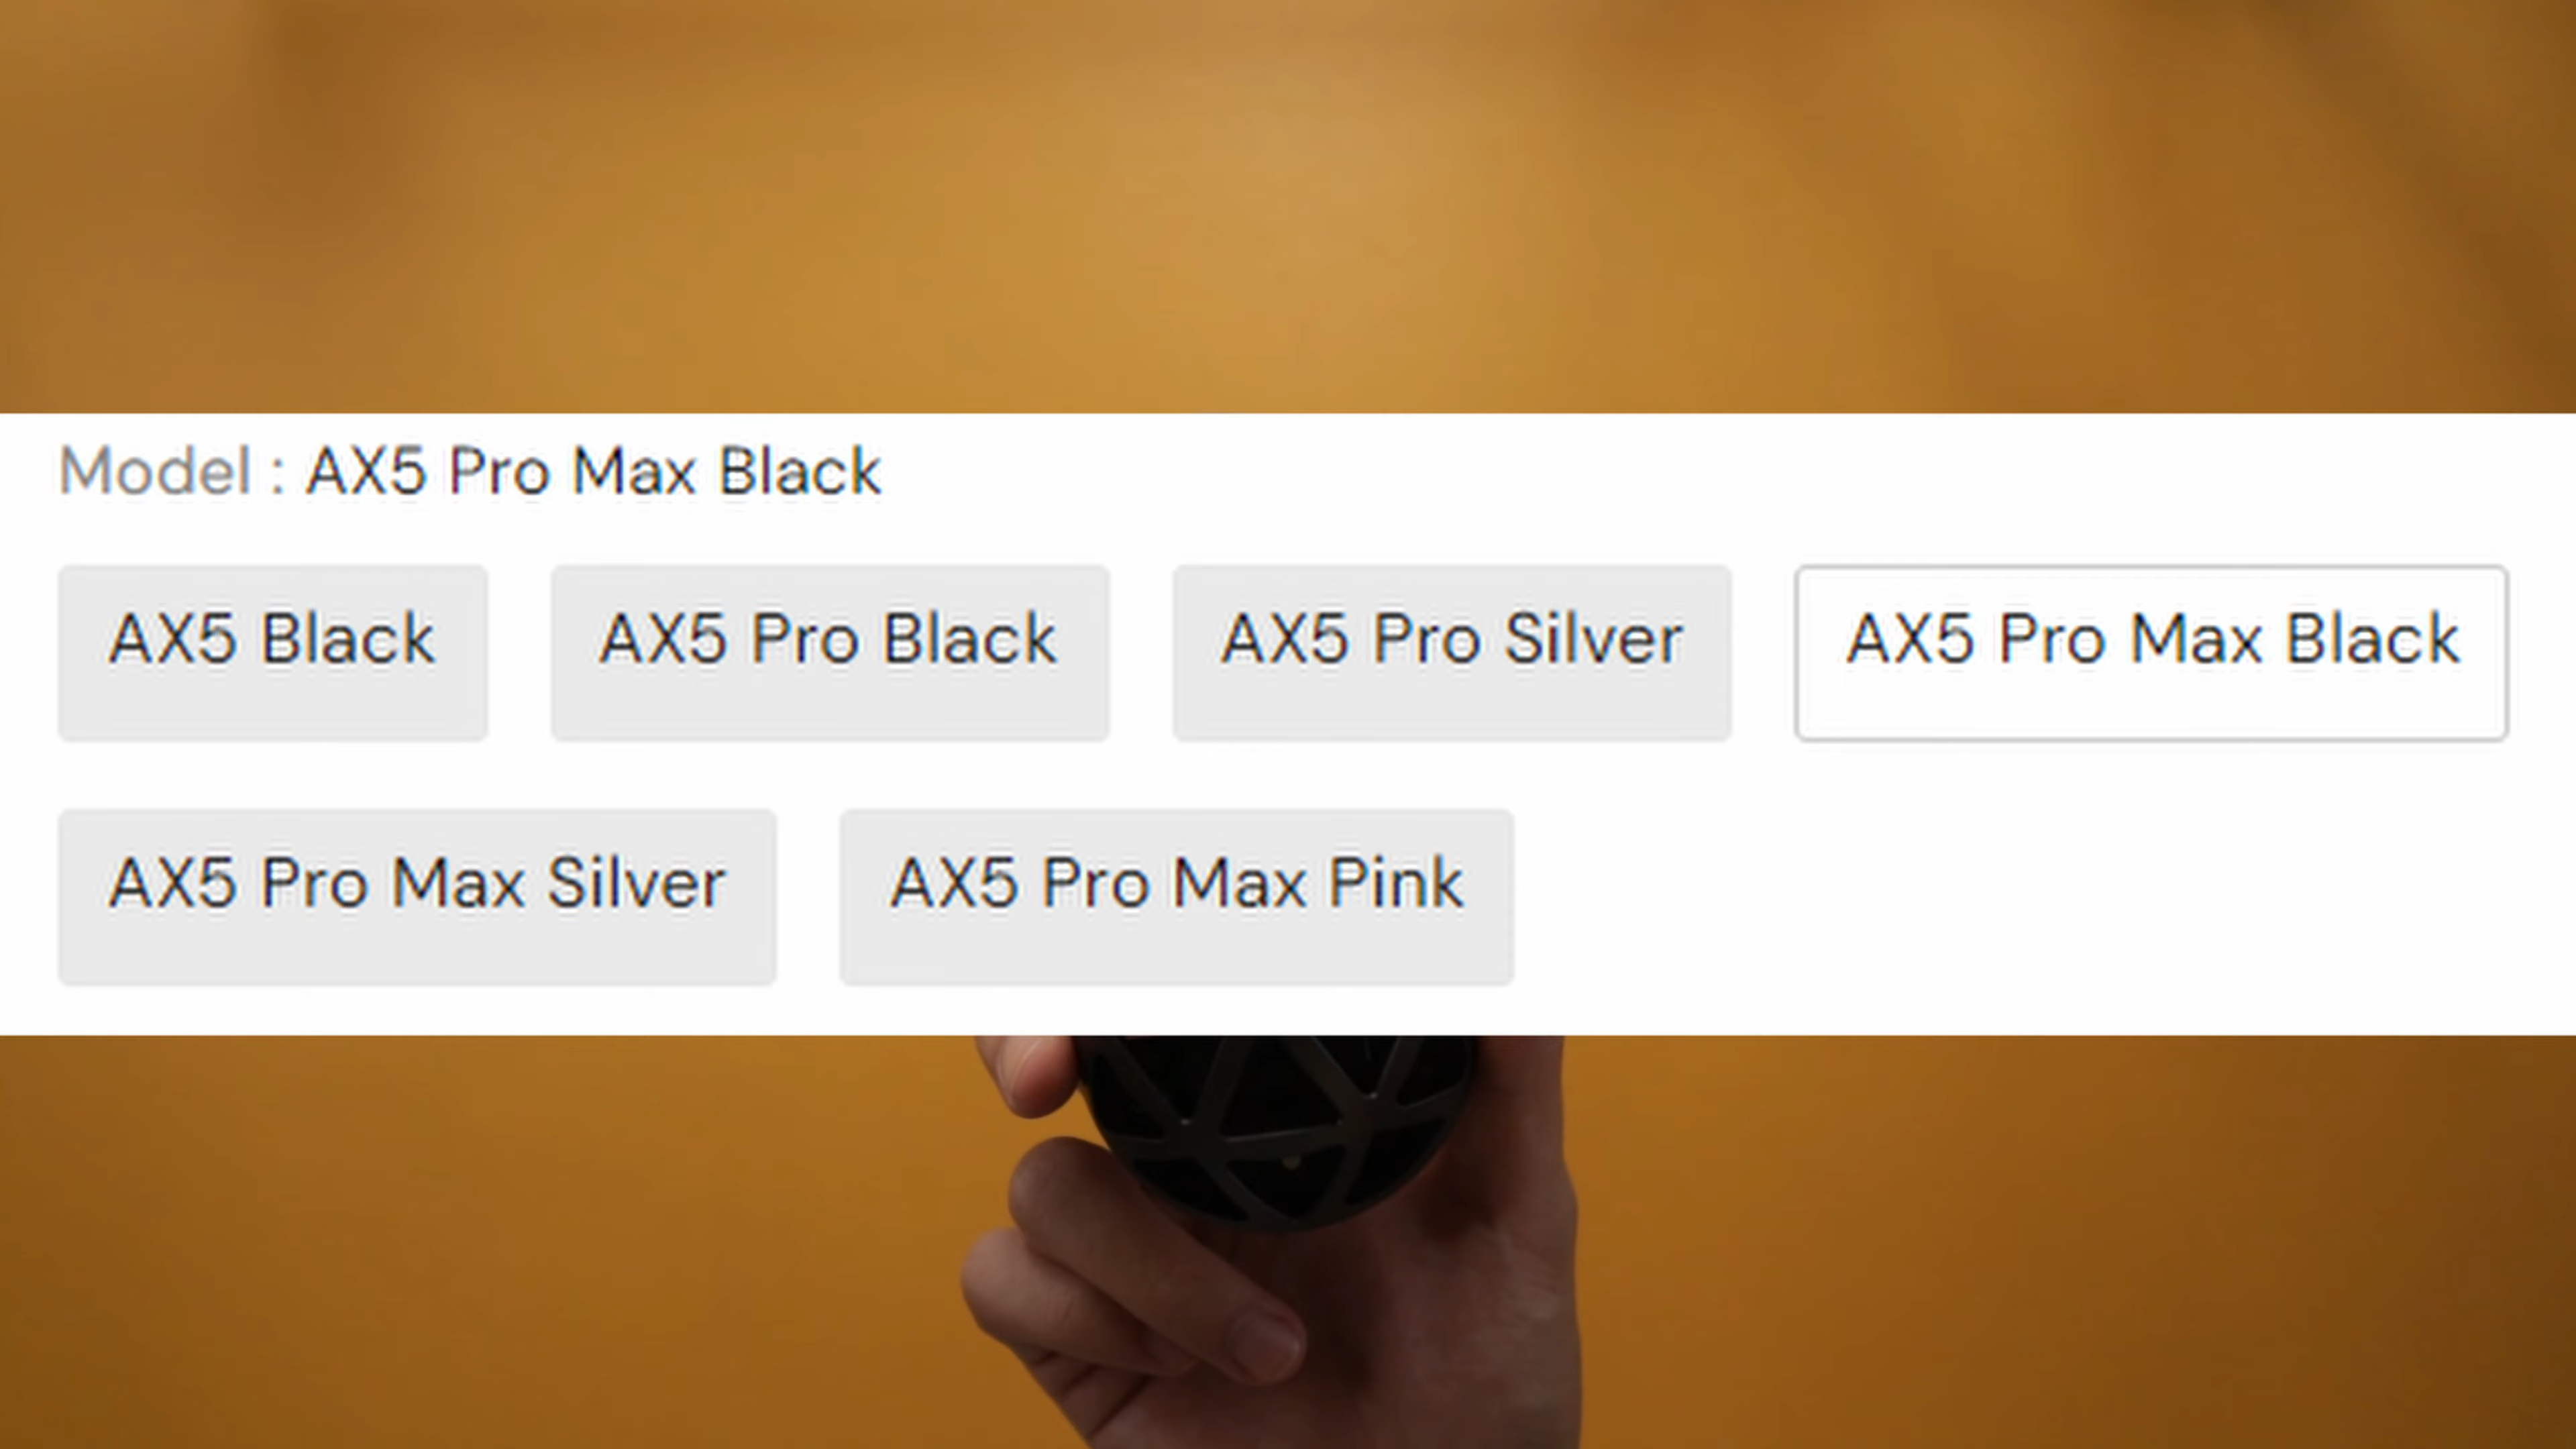 Model : AX5 Pro Max Black
AX5 Black AX5 Pro Black AX5 Pro Silver AX5 Pro Max Black
AX5 Pro Max Silver AX5 Pro Max Pink